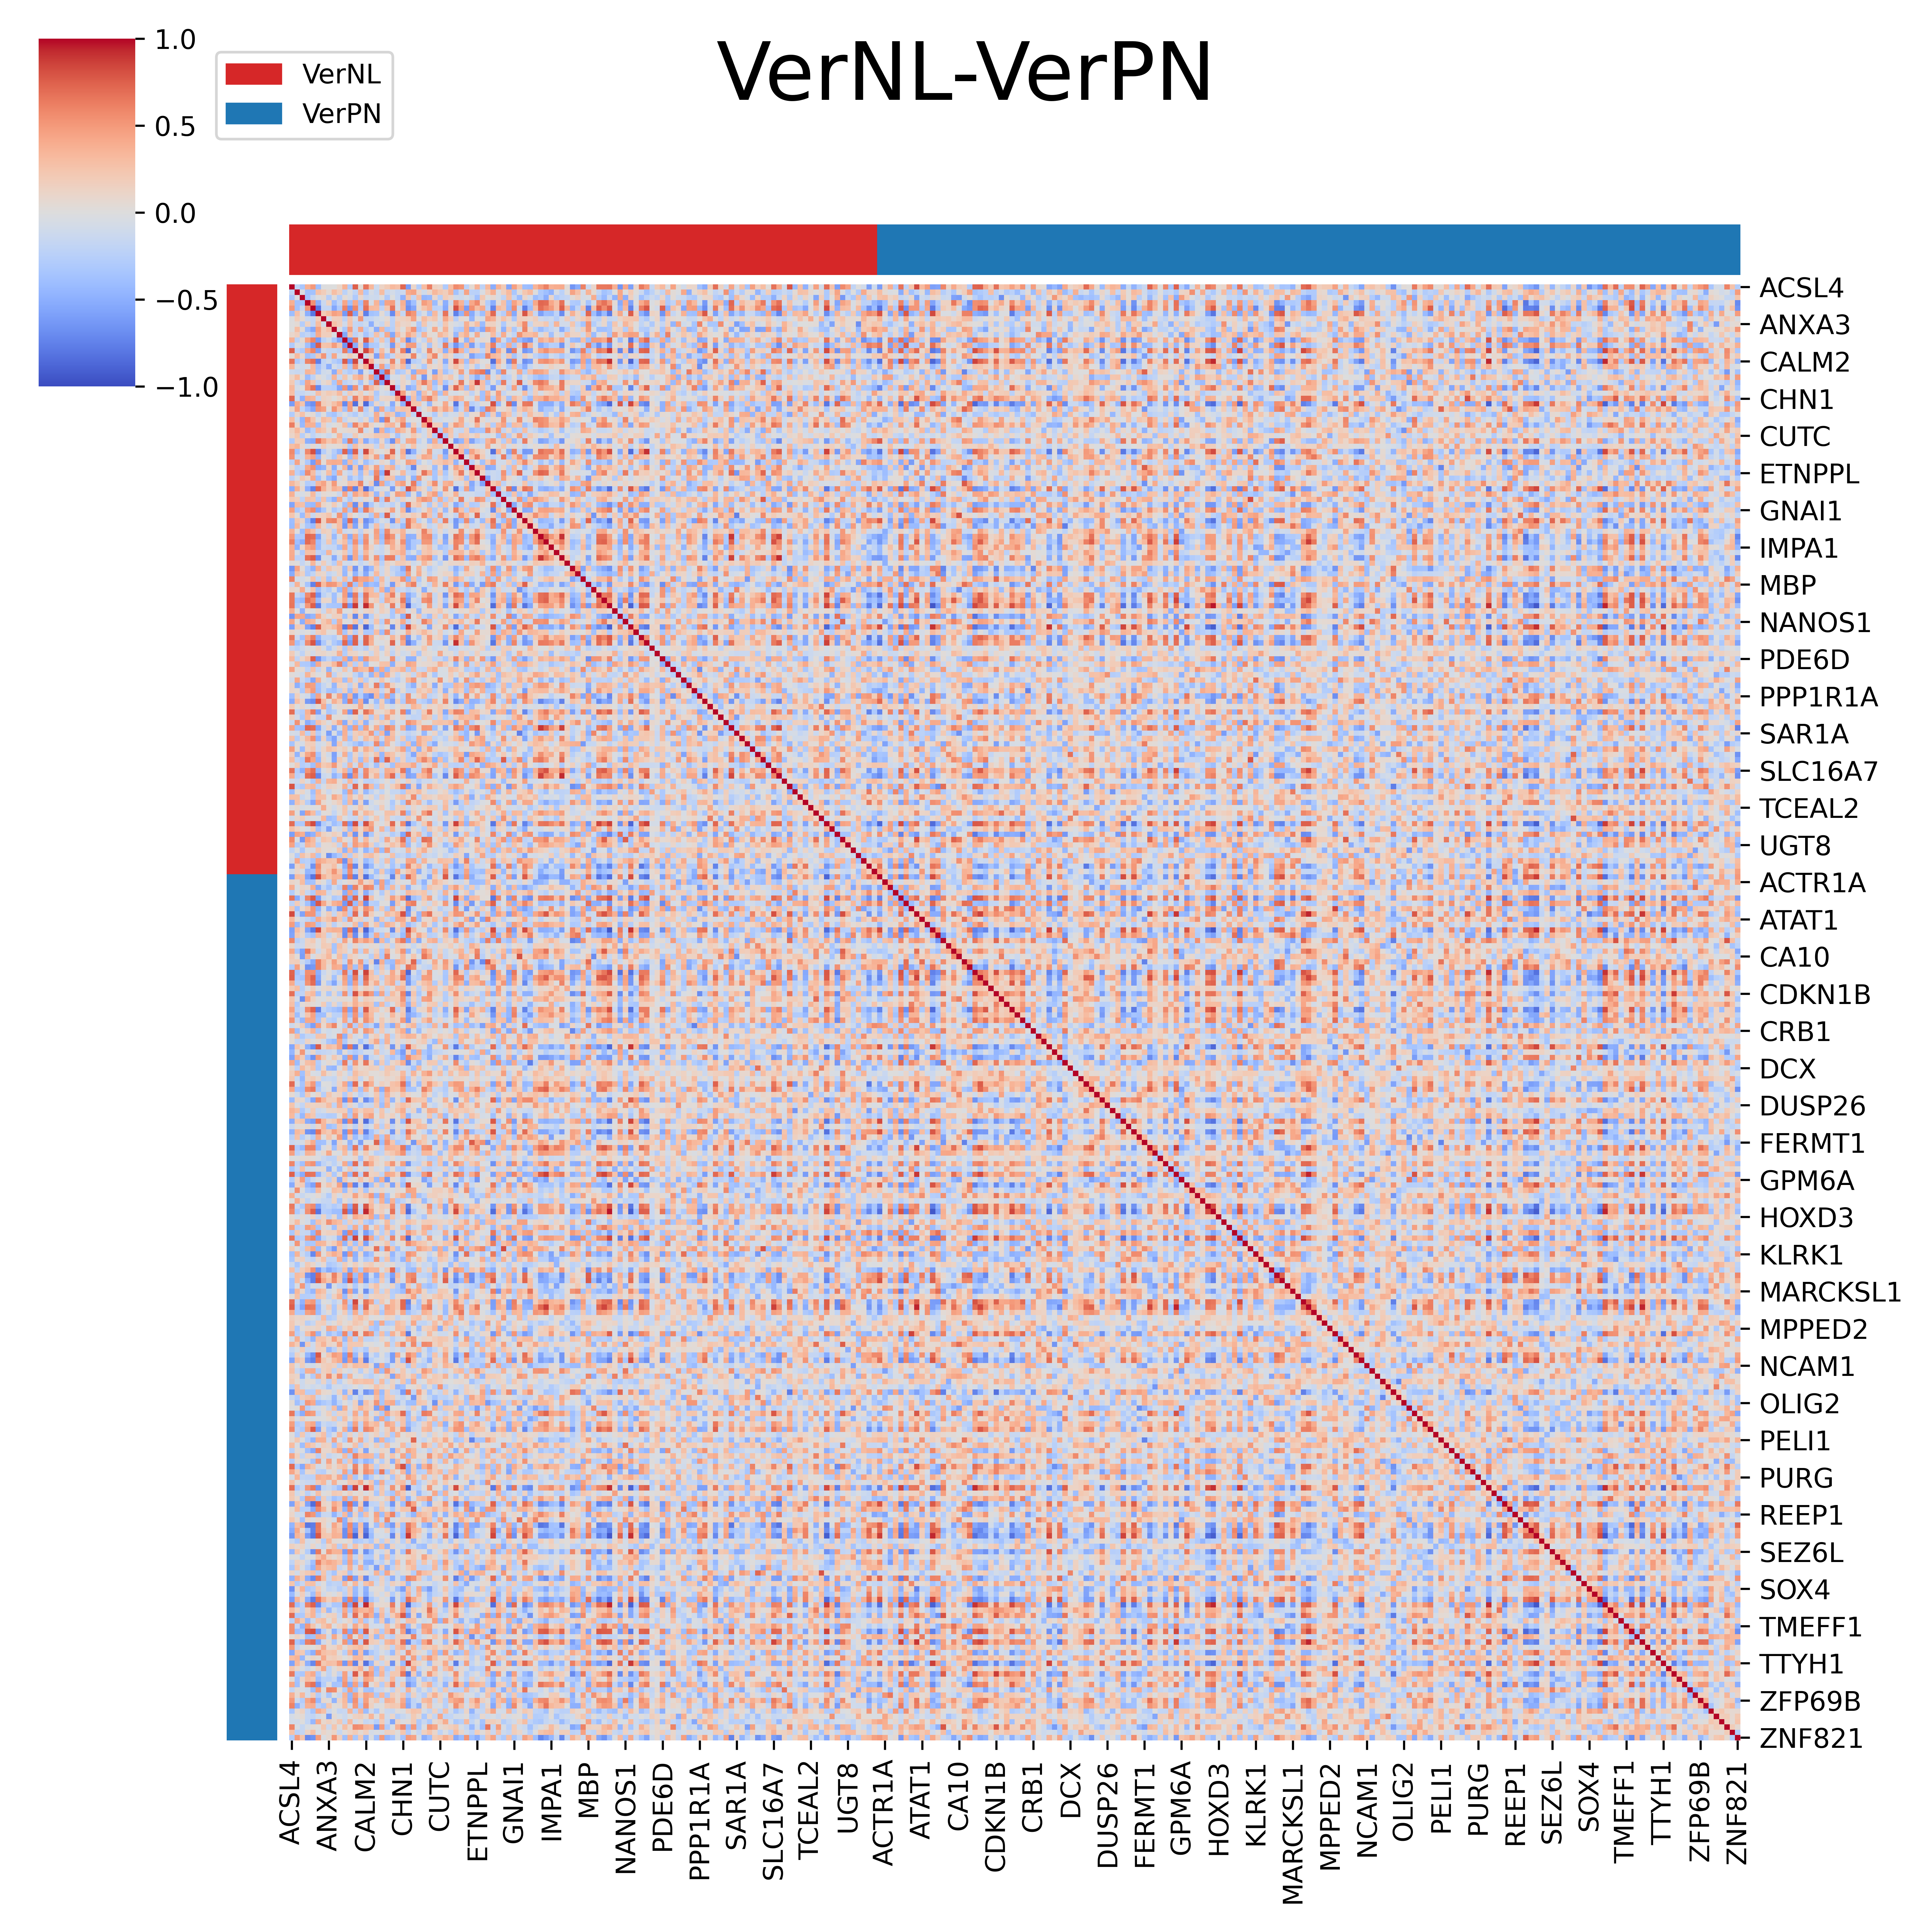 VerNL-VerPN
1.0
0.5
0.0
−0.5
−1.0
VerNL
VerPN
ACSL4
ANXA3
CALM2
CHN1
CUTC
ETNPPL
GNAI1
IMPA1
MBP
NANOS1
PDE6D
PPP1R1A
SAR1A
SLC16A7
TCEAL2
UGT8
ACTR1A
ATAT1
CA10
CDKN1B
CRB1
DCX
DUSP26
FERMT1
GPM6A
HOXD3
KLRK1
MARCKSL1
MPPED2
NCAM1
OLIG2
PELI1
PURG
REEP1
SEZ6L
SOX4
TMEFF1
TTYH1
ZFP69B
ZNF821
ACSL4
ANXA3
CALM2
CHN1
CUTC
ETNPPL
GNAI1
IMPA1
MBP
NANOS1
PDE6D
PPP1R1A
SAR1A
SLC16A7
TCEAL2
UGT8
ACTR1A
ATAT1
CA10
CDKN1B
CRB1
DCX
DUSP26
FERMT1
GPM6A
HOXD3
KLRK1
MARCKSL1
MPPED2
NCAM1
OLIG2
PELI1
PURG
REEP1
SEZ6L
SOX4
TMEFF1
TTYH1
ZFP69B
ZNF821